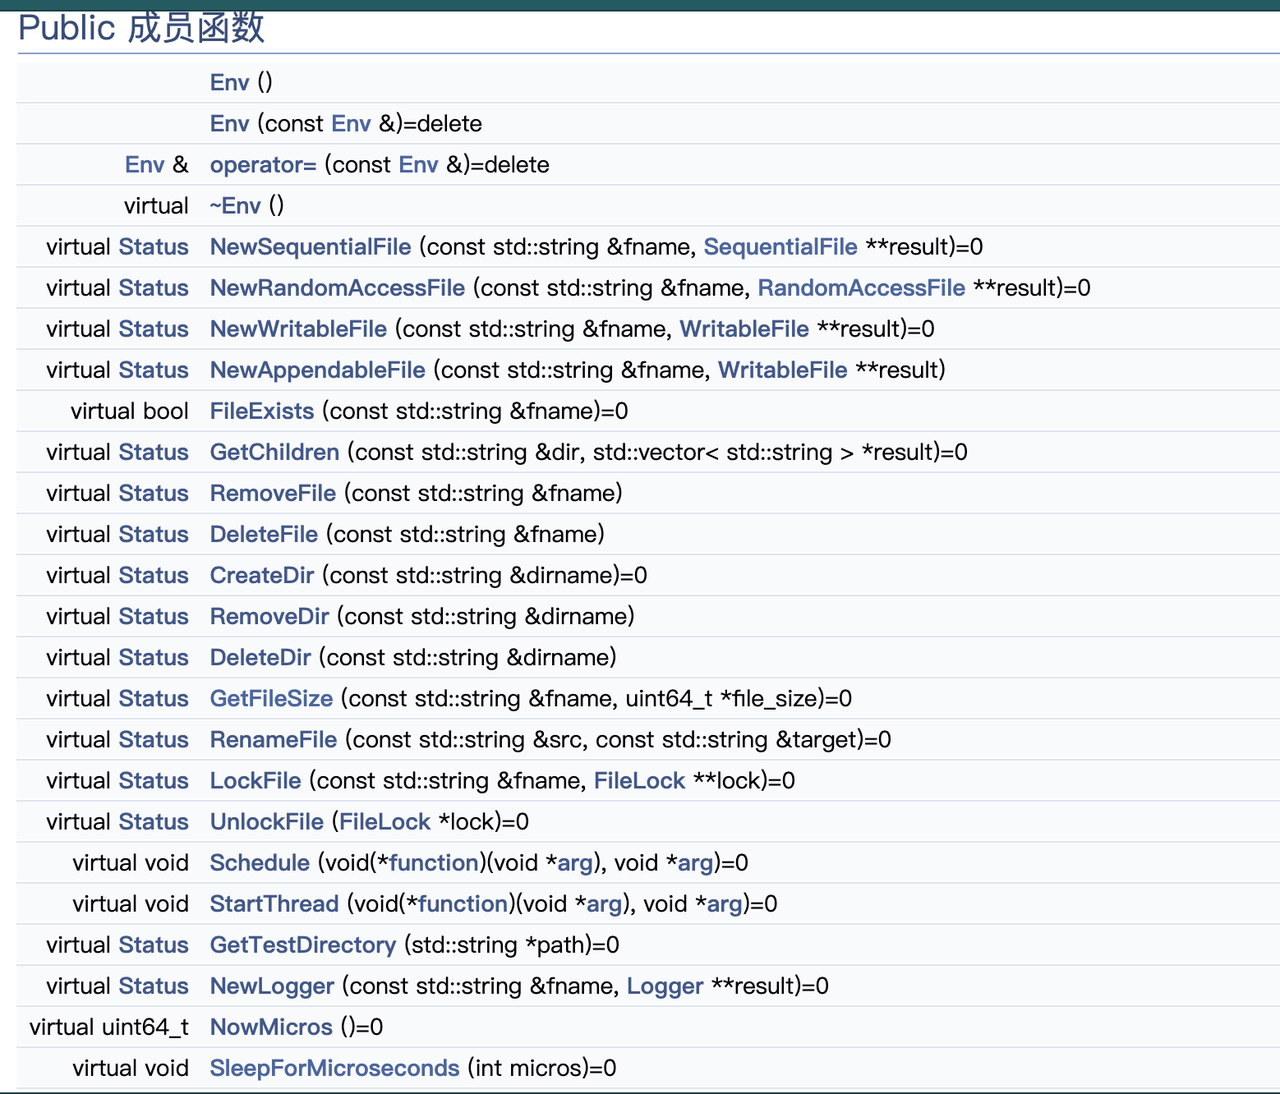 Public 成员函数
Env ()
Env (const Env &)=delete
Env & operator= (const Env &)=delete
virtual ~Env ()
virtual Status NewSequentialFile (const std::string &fname, SequentialFile **result)=0
virtual Status NewRandomAccessFile (const std::string &fname, RandomAccessFile **result)=0
virtual Status NewWritableFile (const std::string &fname, WritableFile **result)=0
virtual Status NewAppendableFile (const std::string &fname, WritableFile **result)
virtual bool FileExists (const std::string &fname)=0
virtual Status GetChildren (const std::string &dir, std::vector< std::string > *result)=0
virtual Status RemoveFile (const std::string &fname)
virtual Status DeleteFile (const std::string &fname)
virtual Status CreateDir (const std::string &dirname)=0
virtual Status RemoveDir (const std::string &dirname)
virtual Status DeleteDir (const std::string &dirname)
virtual Status GetFileSize (const std::string &fname, uint64_t *file_size)=0
virtual Status RenameFile (const std::string &src, const std::string &target)=0
virtual Status LockFile (const std::string &fname, FileLock **lock)=0
virtual Status UnlockFile (FileLock *lock)=0
virtual void Schedule (void(*function)(void *arg), void *arg)=0
virtual void StartThread (void(*function)(void *arg), void *arg)=0
virtual Status GetTestDirectory (std::string *path)=0
virtual Status NewLogger (const std::string &fname, Logger **result)=0
virtual uint64_t NowMicros ()=0
virtual void SleepForMicroseconds (int micros)=0